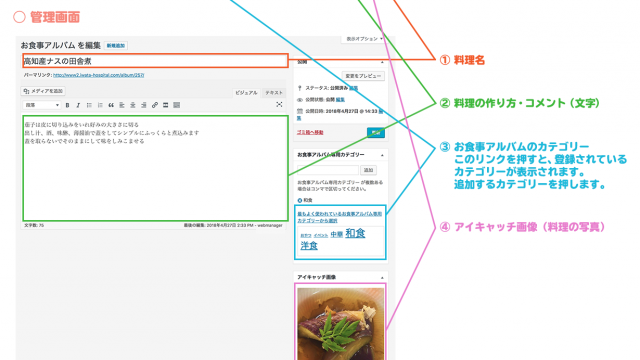 ○ 管理画面
表示オプション
お食事アルバム を編集 新規追加
高知産ナスの田舎煮
パーマリンク: http://www2.iwata-hospital.com/album/257/
メディアを追加
ビジュアル テキスト
段落
B I
茄子は皮に切り込みをいれ好みの大きさに切る
出し汁、酒、味醂、薄揚油で蓋をしてシンプルにふっくらと煮込みます
蓋を取らないでそのままにして味をしみこませる
文字数: 75
最後の編集: 2018年4月27日 2:33 PM - webmanager
公開
変更をプレビュー
ステータス: 公開済み 編集
公開状態: 公開 編集
公開日時: 2018年4月27日 @ 14:33 編集
ゴミ箱へ移動
更新
お食事アルバム専用カテゴリー
追加
お食事アルバム専用カテゴリー が複数ある
場合はコンマで区切ってください。
和食
最もよく使われているお食事アルバム専用
カテゴリーから選択
おやつ イベント 中華 和食
洋食
アイキャッチ画像
① 料理名
② 料理の作り方・コメント（文字）
③ お食事アルバムのカテゴリー
このリンクを押すと、登録されている
カテゴリーが表示されます。
追加するカテゴリーを押します。
④ アイキャッチ画像（料理の写真）